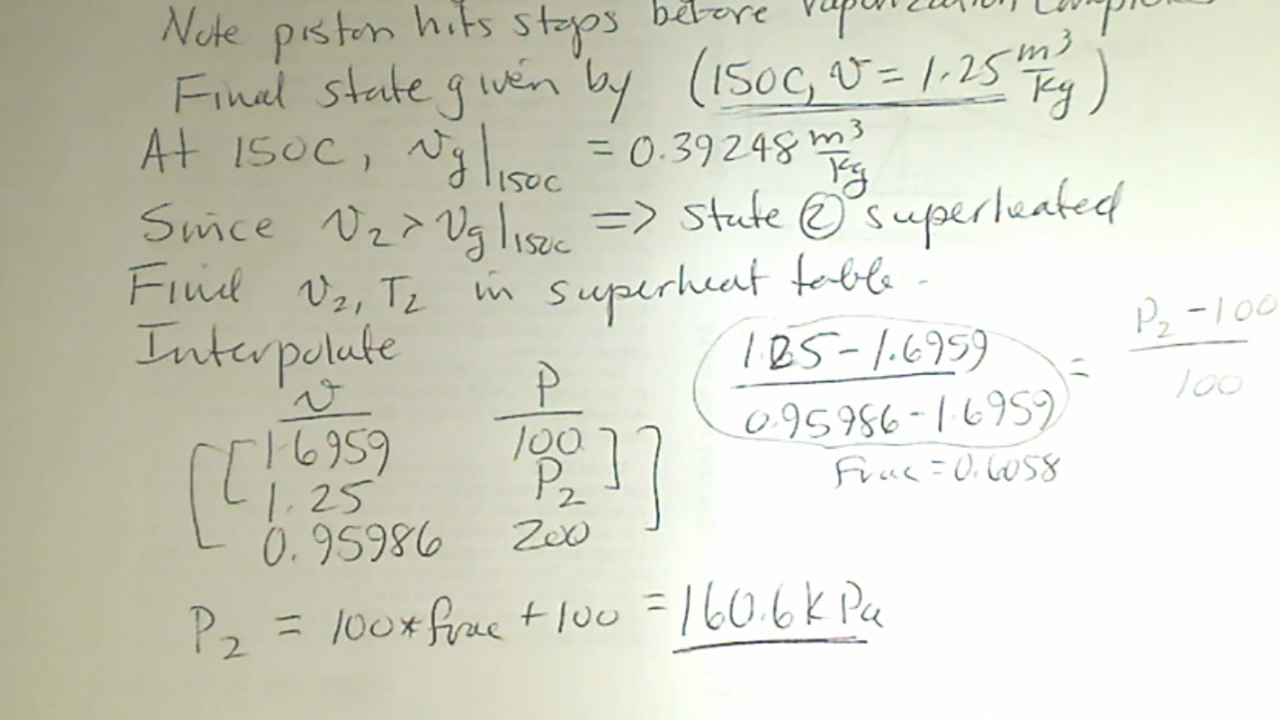 Note piston hits stops before vaporization
Final state given by (150C, v = 1.25 m³/kg)
At 150C, vg|150C = 0.39248 m³/kg
Since v2 > vg|150C => state ② superheated
Find v2, T2 in superheat table.
Interpolate
v P
1.6959 100
1.25 P2
0.95986 200
1.25 - 1.6959 / 0.95986 - 1.6959 = P2 - 100 / 100
Frac = 0.6058
P2 = 100*frac + 100 = 160.6 kPa